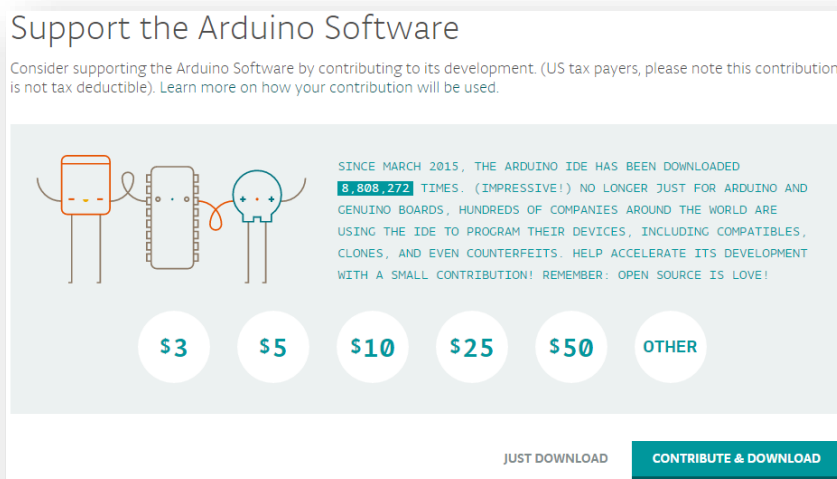 Support the Arduino Software
Consider supporting the Arduino Software by contributing to its development. (US tax payers, please note this contribution
is not tax deductible). Learn more on how your contribution will be used.
SINCE MARCH 2015, THE ARDUINO IDE HAS BEEN DOWNLOADED
8,808,272 TIMES. (IMPRESSIVE!) NO LONGER JUST FOR ARDUINO AND
GENUINO BOARDS, HUNDREDS OF COMPANIES AROUND THE WORLD ARE
USING THE IDE TO PROGRAM THEIR DEVICES, INCLUDING COMPATIBLES,
CLONES, AND EVEN COUNTERFEITS. HELP ACCELERATE ITS DEVELOPMENT
WITH A SMALL CONTRIBUTION! REMEMBER: OPEN SOURCE IS LOVE!
$3 $5 $10 $25 $50 OTHER
JUST DOWNLOAD CONTRIBUTE & DOWNLOAD